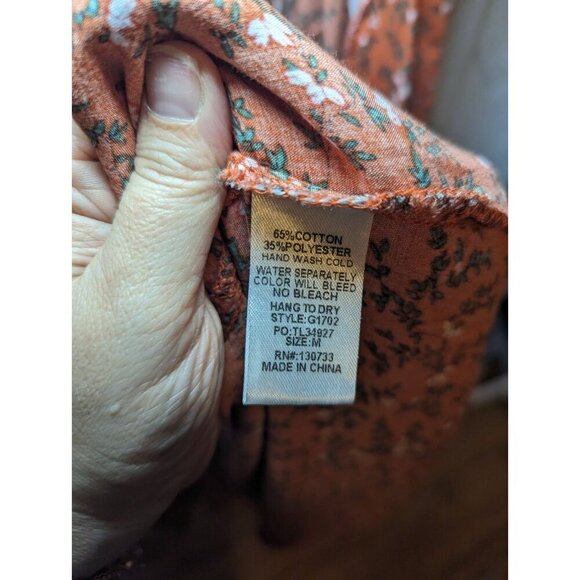 65%COTTON
35%POLYESTER
HAND WASH COLD
WATER SEPARATELY
COLOR WILL BLEED
NO BLEACH
HANG TO DRY
STYLE:G1702
PO:TL34927
SIZE:M
RN#:130733
MADE IN CHINA